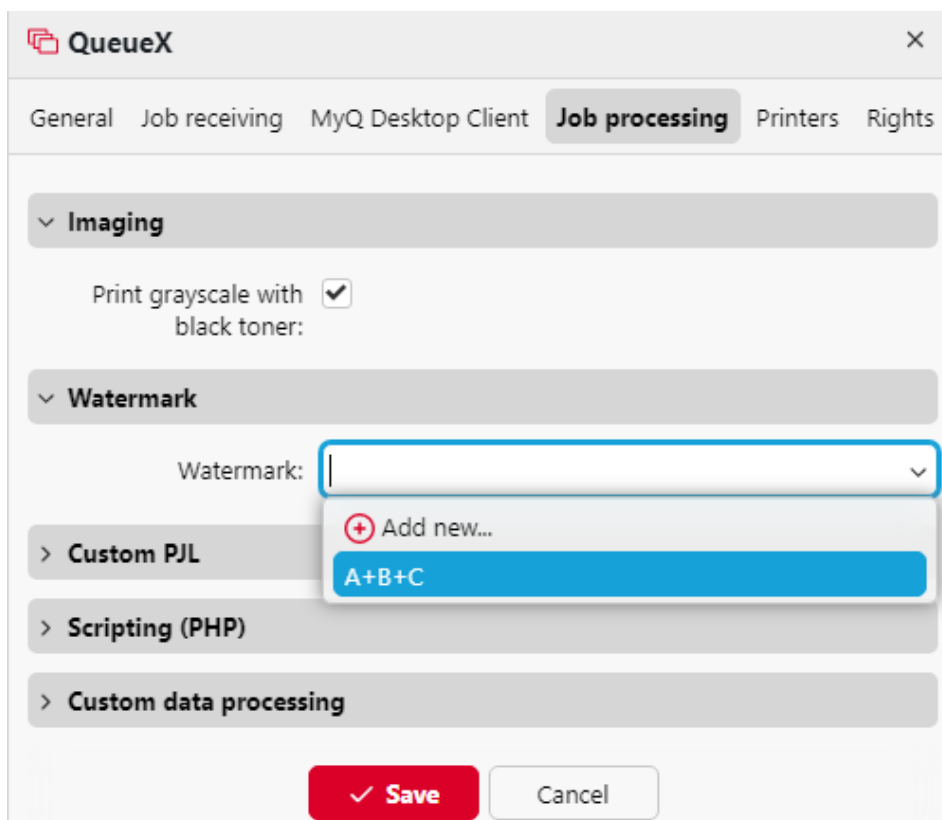 QueueX
General Job receiving MyQ Desktop Client Job processing Printers Rights
Imaging
Print grayscale with
black toner:
Watermark
Watermark:
Add new...
Custom PJL
A+B+C
Scripting (PHP)
Custom data processing
Save Cancel